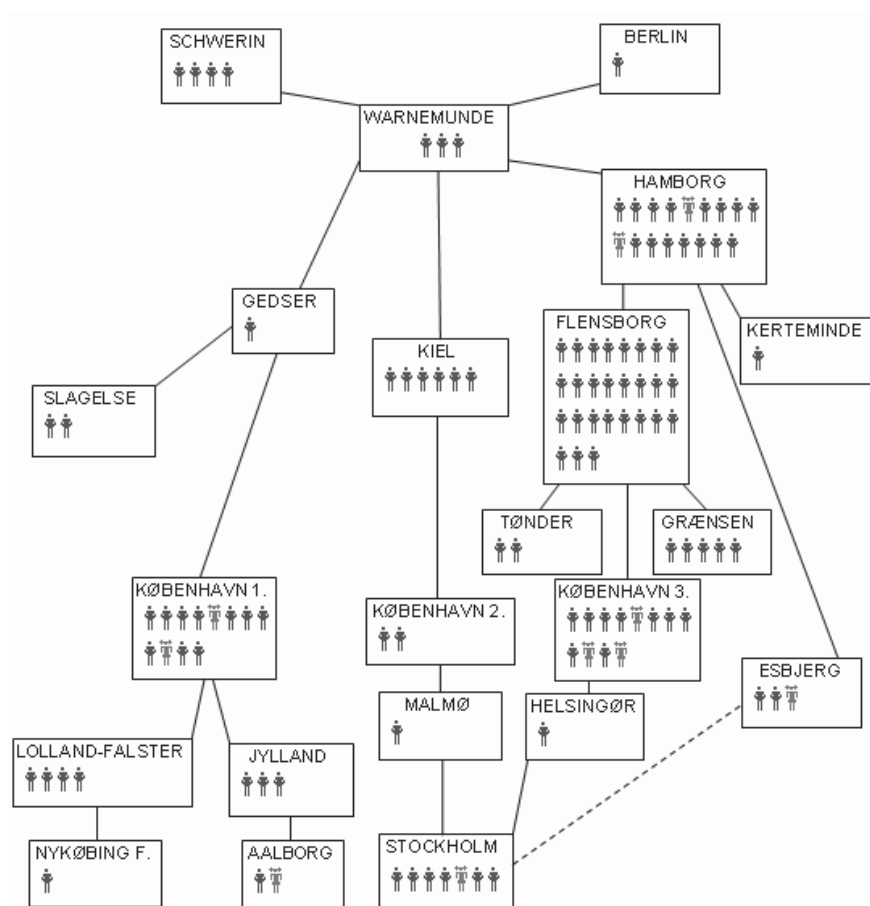 SCHWERIN
BERLIN
WARNEMUNDE
HAMBORG
GEDSER
FLENSBORG
KERTEMINDE
KIEL
SLAGELSE
TØNDER
GRÆNSEN
KØBENHAVN 1.
KØBENHAVN 2.
KØBENHAVN 3.
ESBJERG
MALMØ
HELSINGØR
LOLLAND-FALSTER
JYLLAND
NYKØBING F.
AALBORG
STOCKHOLM